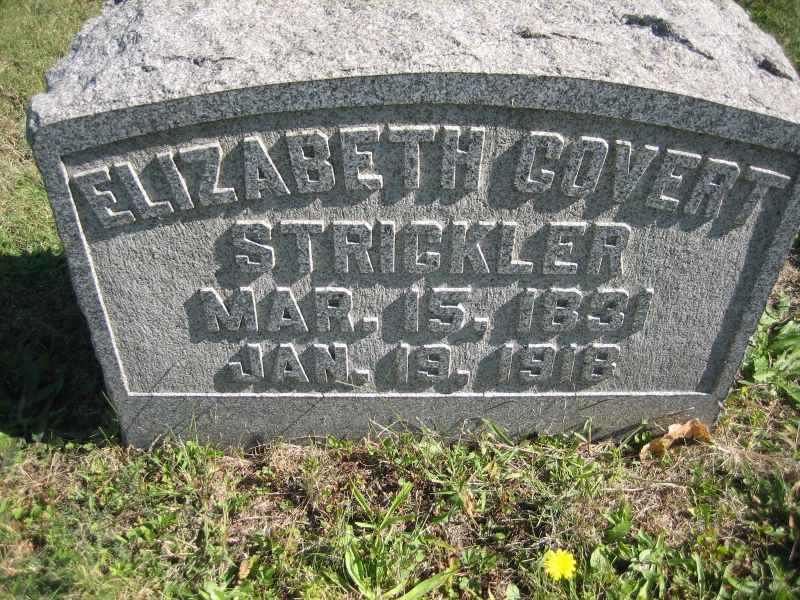 ELIZABETH COVERT
STRICKLER
MAR. 15. 1831
JAN. 19. 1918